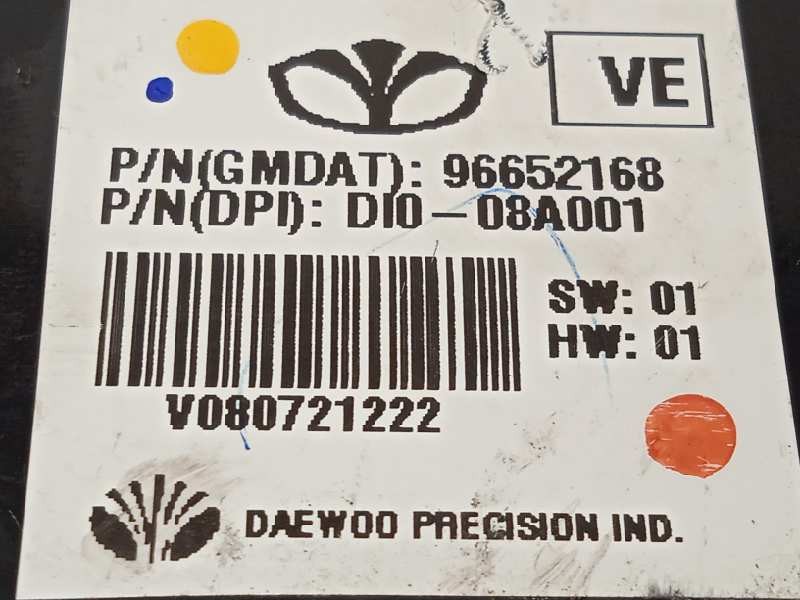 VE
P/N(GMDAT): 96652168
P/N(DPI): DI0-08A001
SW: 01
HW: 01
V080721222
DAEWOO PRECISION IND.